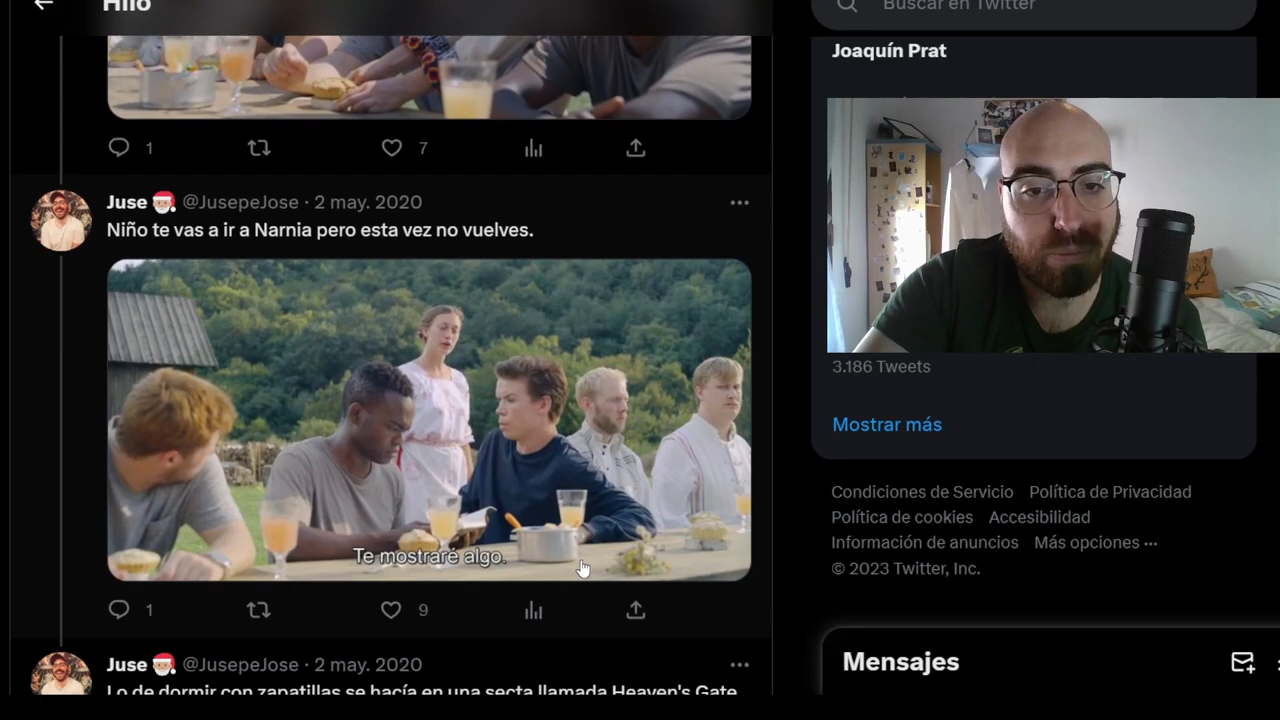 Hilo
Buscar en Twitter
Joaquín Prat
1
7
Juse @JusepeJose · 2 may. 2020
Niño te vas a ir a Narnia pero esta vez no vuelves.
Te mostraré algo.
1
9
Juse @JusepeJose · 2 may. 2020
Lo de dormir con zapatillas se hacía en una secta llamada Heaven's Gate
3.186 Tweets
Mostrar más
Condiciones de Servicio Política de Privacidad
Política de cookies Accesibilidad
Información de anuncios Más opciones ···
© 2023 Twitter, Inc.
Mensajes